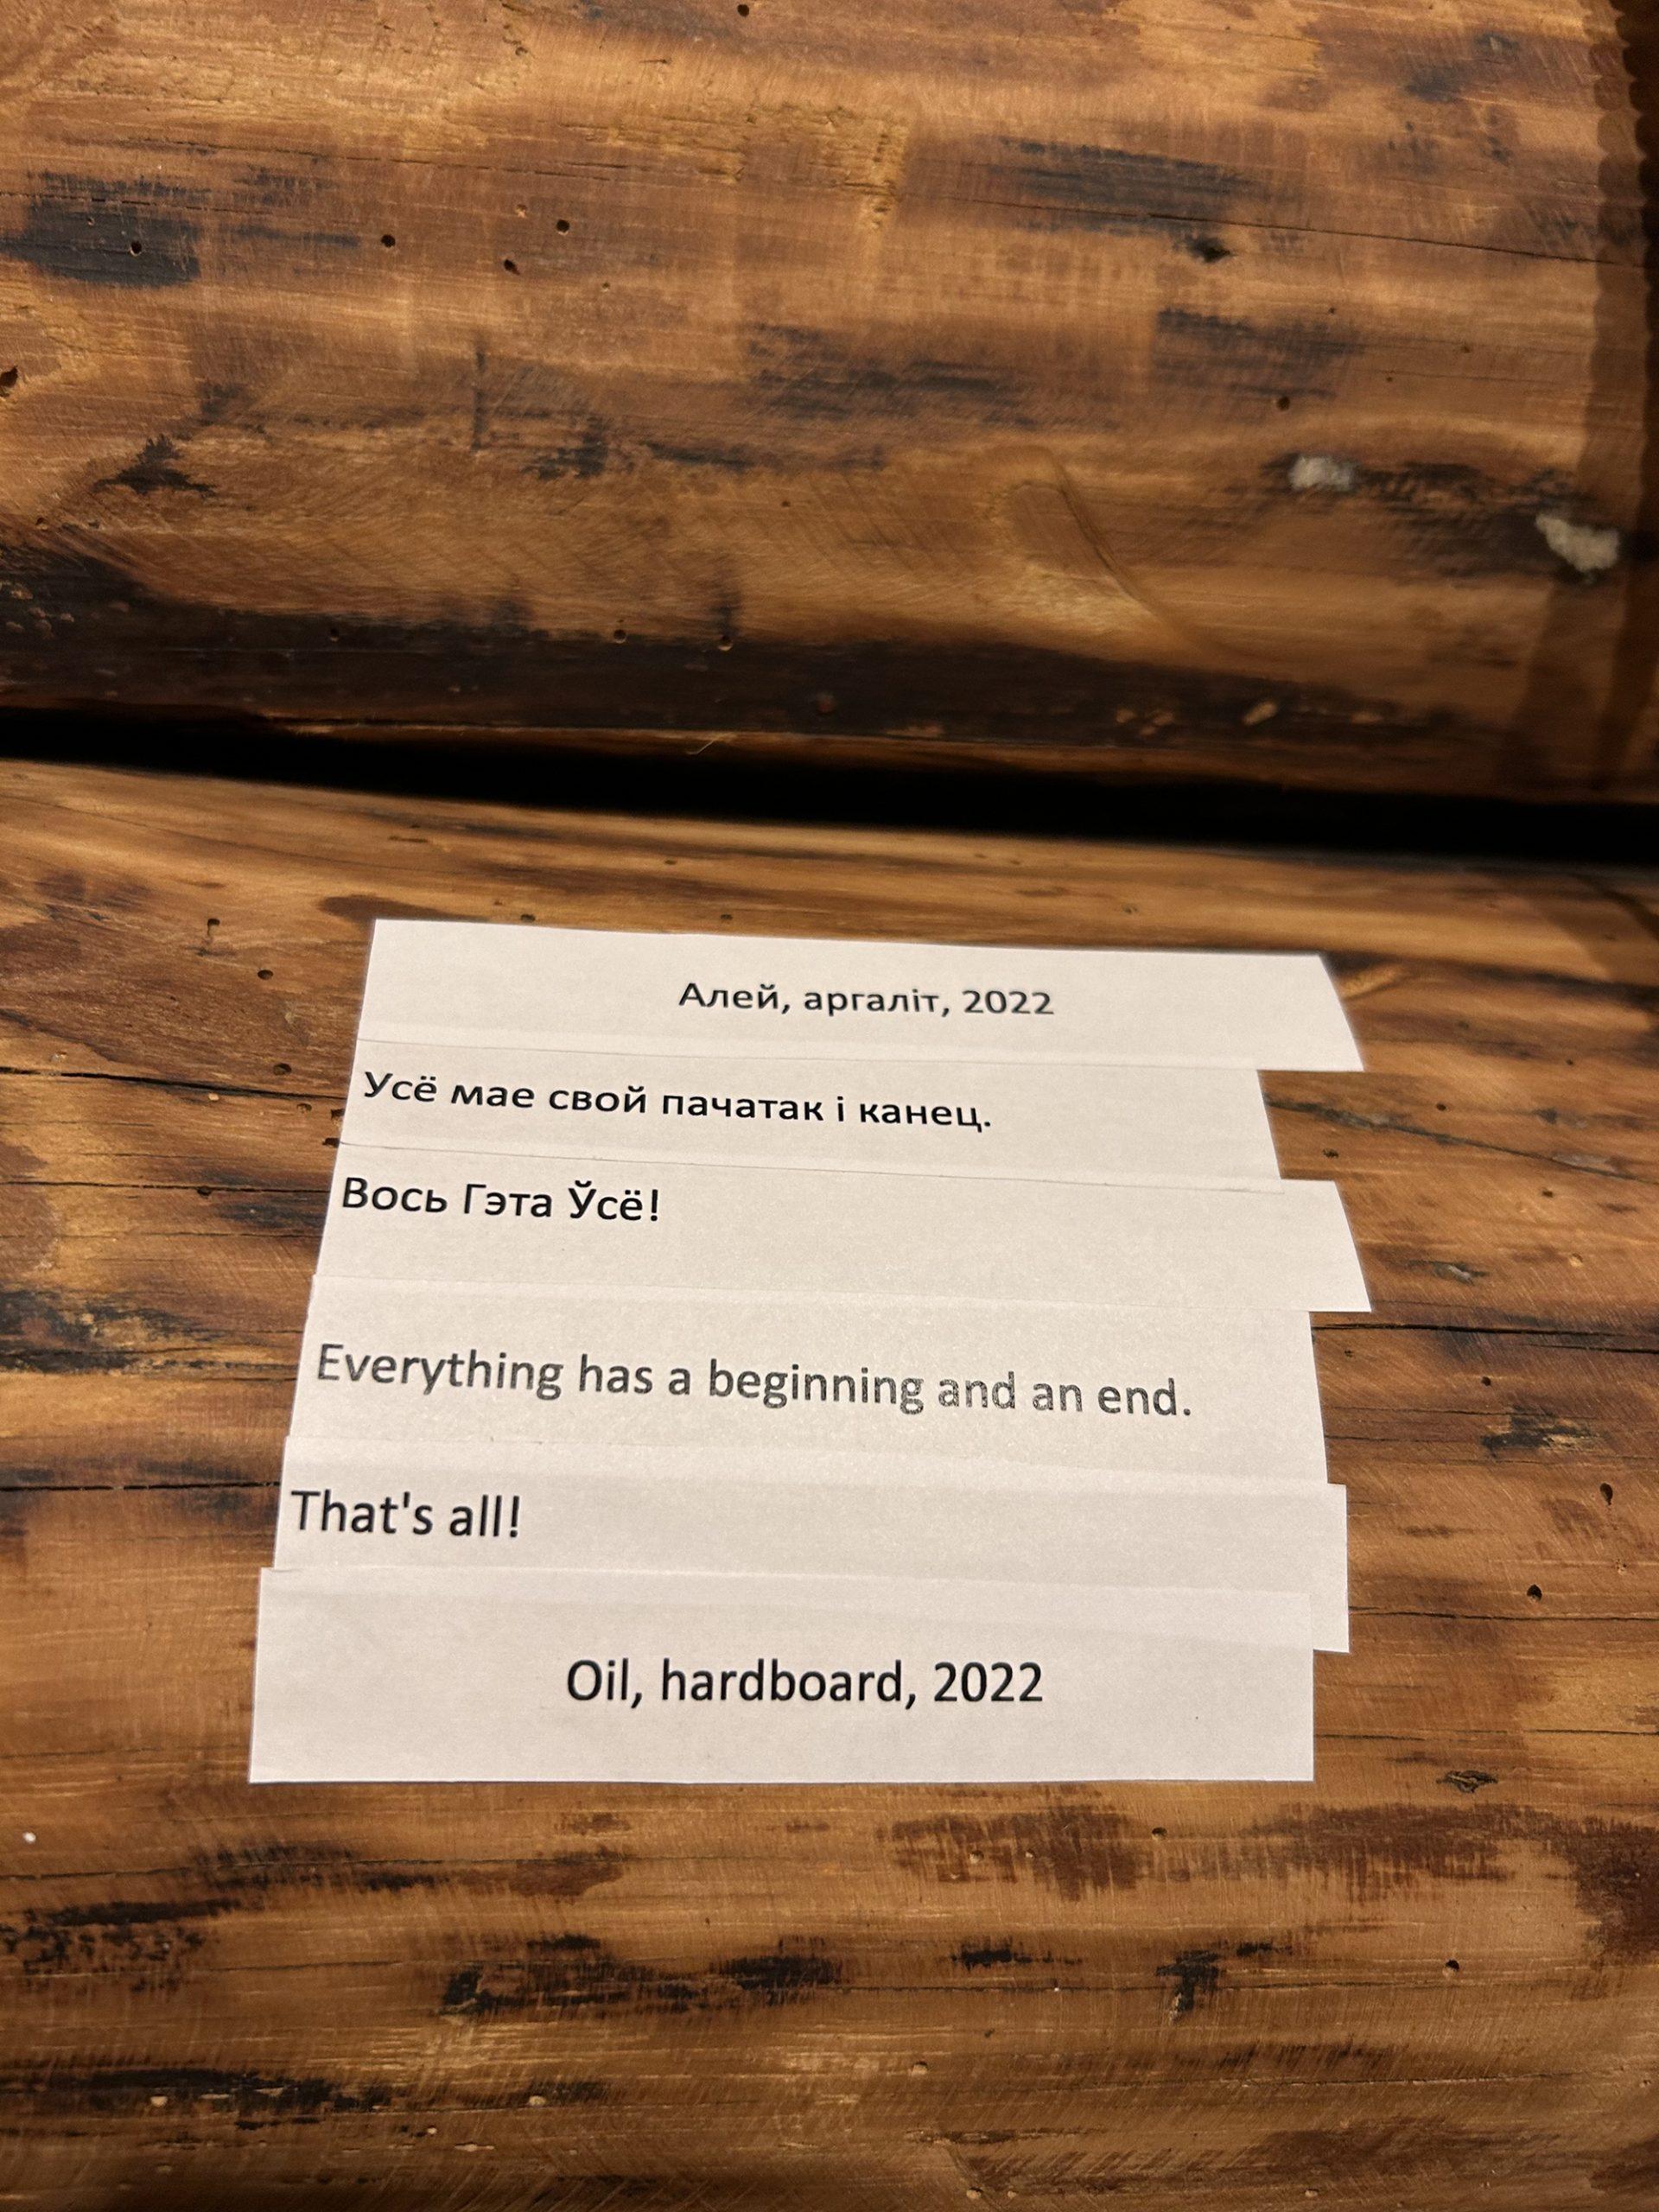 Алей, аргаліт, 2022
Усё мае свой пачатак і канец.
Вось Гэта Ўсё!
Everything has a beginning and an end.
That's all!
Oil, hardboard, 2022